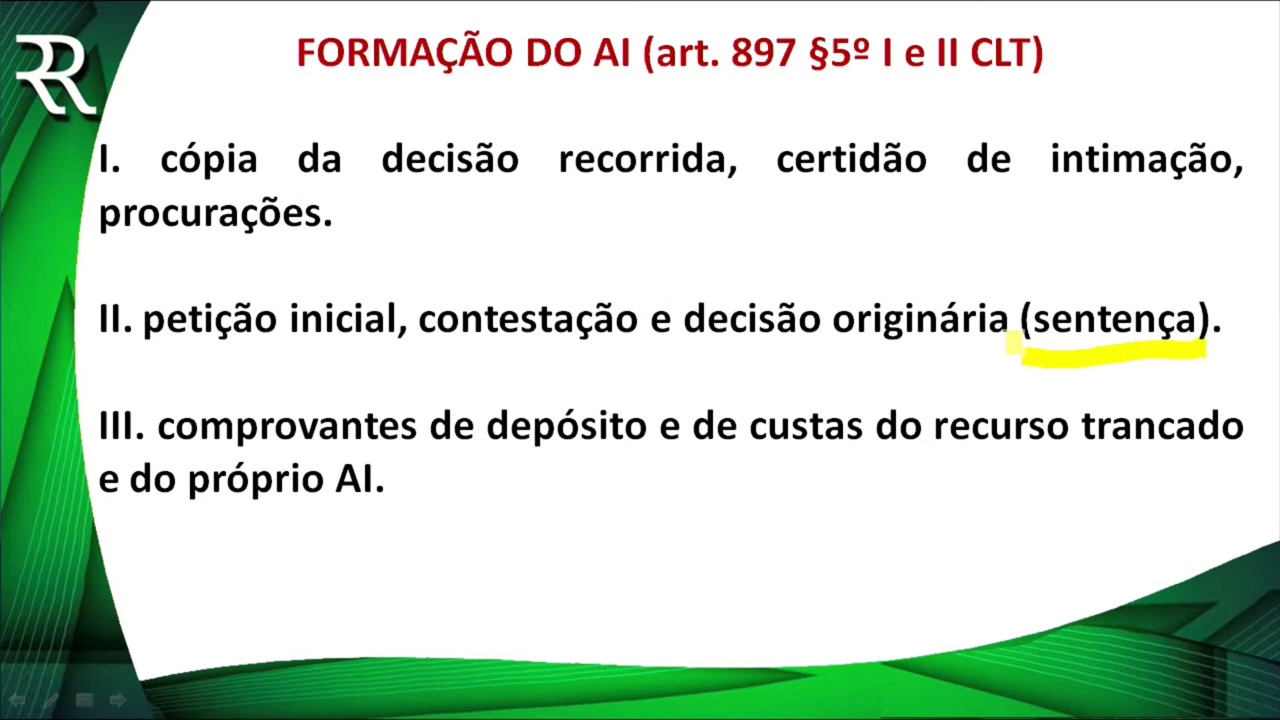 FORMAÇÃO DO AI (art. 897 §5º I e II CLT)
I. cópia da decisão recorrida, certidão de intimação,
procurações.
II. petição inicial, contestação e decisão originária (sentença).
III. comprovantes de depósito e de custas do recurso trancado
e do próprio AI.